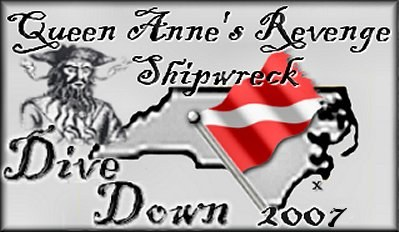 Queen Anne's Revenge
Shipwreck
Dive
Down 2007
x